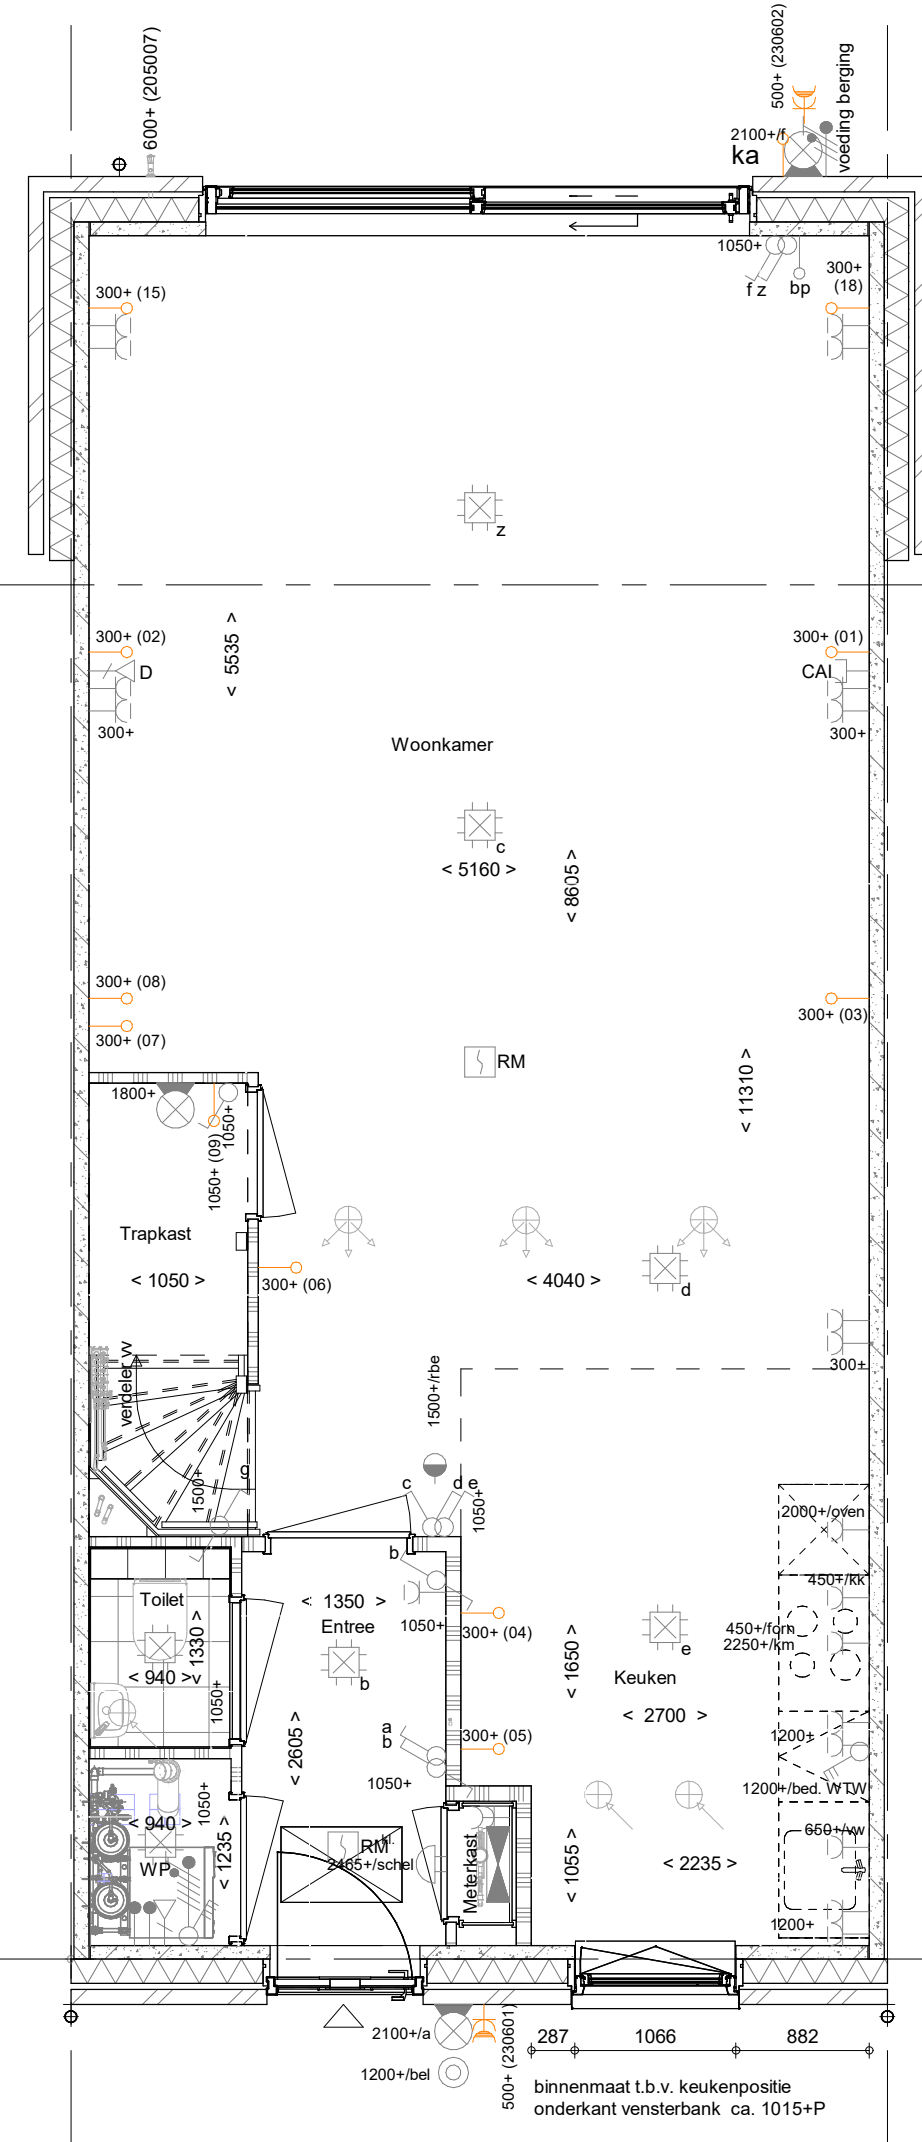 600+ (205007)
500+ (230602)
voeding berging
2100+/f
ka
1050+
f z
bp
300+ (15)
300+
(18)
z
300+ (02)
D
300+
< 5535 >
300+ (01)
CAI
300+
Woonkamer
c
< 5160 >
< 8605 >
300+ (08)
300+ (07)
300+ (03)
RM
< 11310 >
1800+
1050+
1050+ (09)
Trapkast
< 1050 >
300+ (06)
< 4040 >
d
300+
verdeler vv
1500+/rbe
g
1500+
c
d e
1050+
2000+/oven
b
450+/kk
Toilet
< 1330 >
< 940 >
1050+
< 1350 >
Entree
b
1050+
300+ (04)
450+/forn
2250+/km
< 1650 >
e
Keuken
< 2700 >
a
b
300+ (05)
1050+
< 2605 >
1200+
1200+/bed. WTW
1050+
< 940 >
WP
< 1235 >
RM
2465+/schel
Meterkast
< 1055 >
< 2235 >
650+/vw
1200+
2100+/a
1200+/bel
500+ (230601)
287
1066
882
binnenmaat t.b.v. keukenpositie
onderkant vensterbank ca. 1015+P